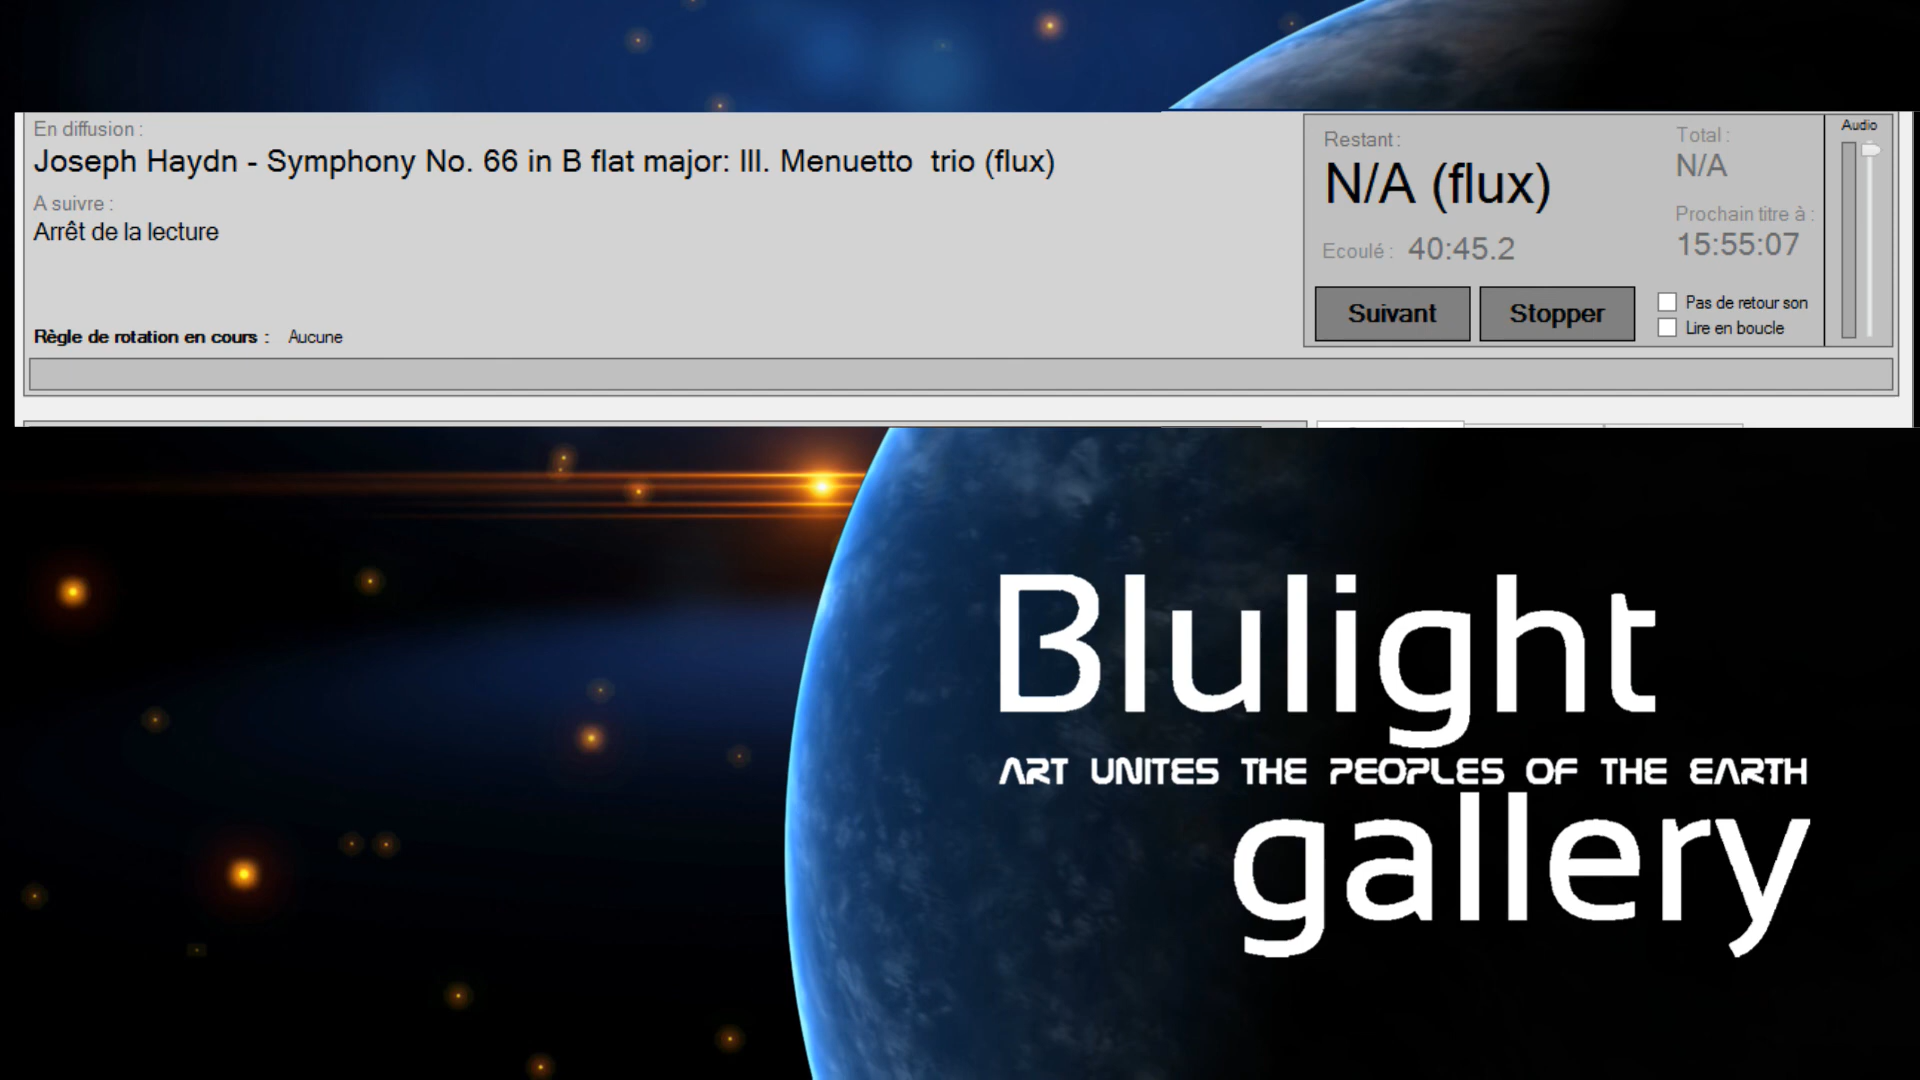 En diffusion :
Joseph Haydn - Symphony No. 66 in B flat major: III. Menuetto  trio (flux)
A suivre :
Arrêt de la lecture
Règle de rotation en cours : Aucune
Restant :
N/A (flux)
Ecoulé : 40:45.2
Total :
N/A
Prochain titre à :
15:55:07
Suivant Stopper
Pas de retour son
Lire en boucle
Audio
Blulight
ART UNITES THE PEOPLES OF THE EARTH
gallery